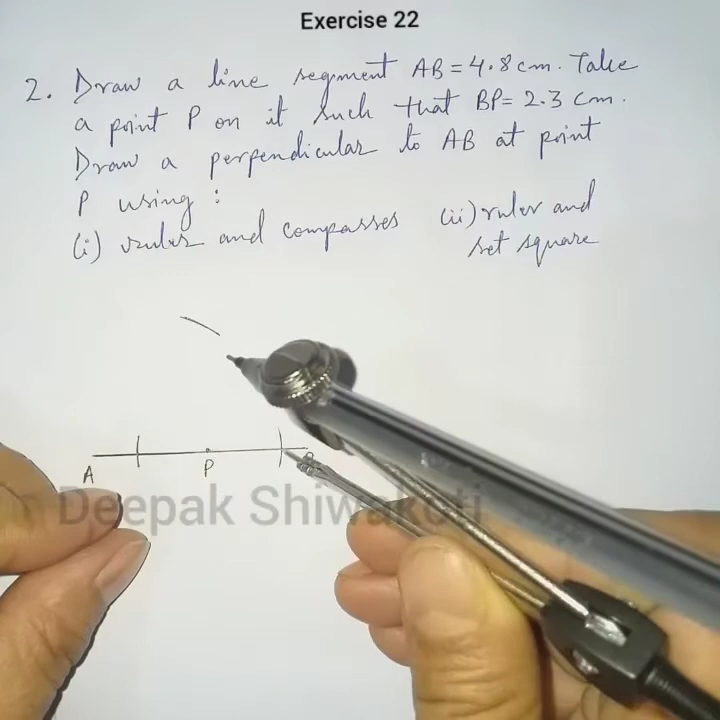 Exercise 22
2. Draw a line segment AB = 4.8 cm. Take
a point P on it such that BP = 2.3 cm.
Draw a perpendicular to AB at point
P using :
(i) ruler and compasses (ii) ruler and
set square
A P B
Deepak Shiwakoti